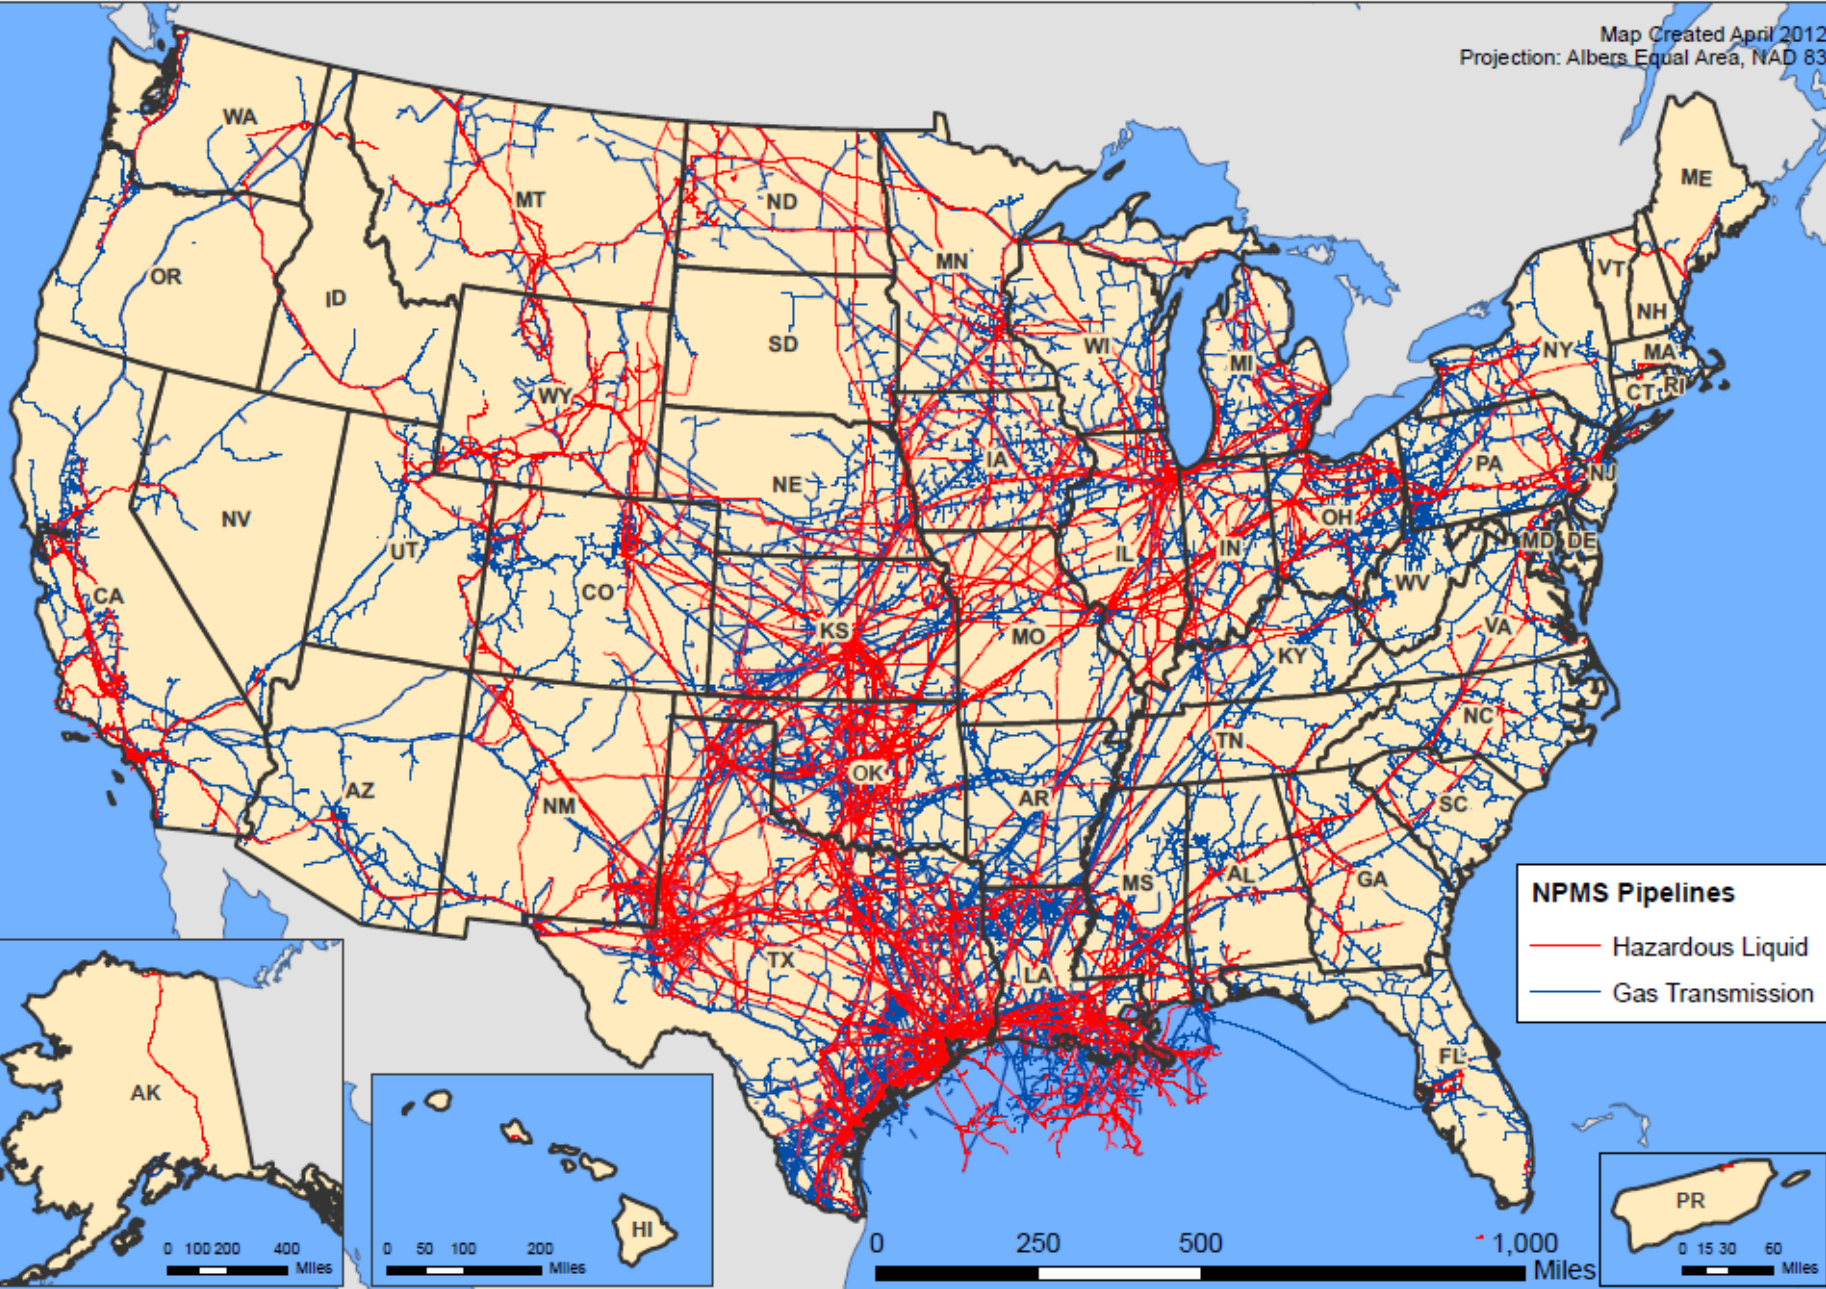 Map Created April 2012
Projection: Albers Equal Area, NAD 83
WA
MT
ND
ME
OR
ID
MN
VT
NH
SD
WI
MI
NY
MA
CT
RI
WY
IA
PA
NJ
NE
NV
OH
UT
IL
IN
MD
DE
CO
WV
CA
KS
MO
VA
KY
NC
TN
OK
AZ
NM
AR
SC
MS
AL
GA
TX
LA
FL
NPMS Pipelines
Hazardous Liquid
Gas Transmission
AK
0 100 200 400
Miles
HI
0 50 100 200
Miles
0 250 500 1,000
Miles
PR
0 15 30 60
Miles